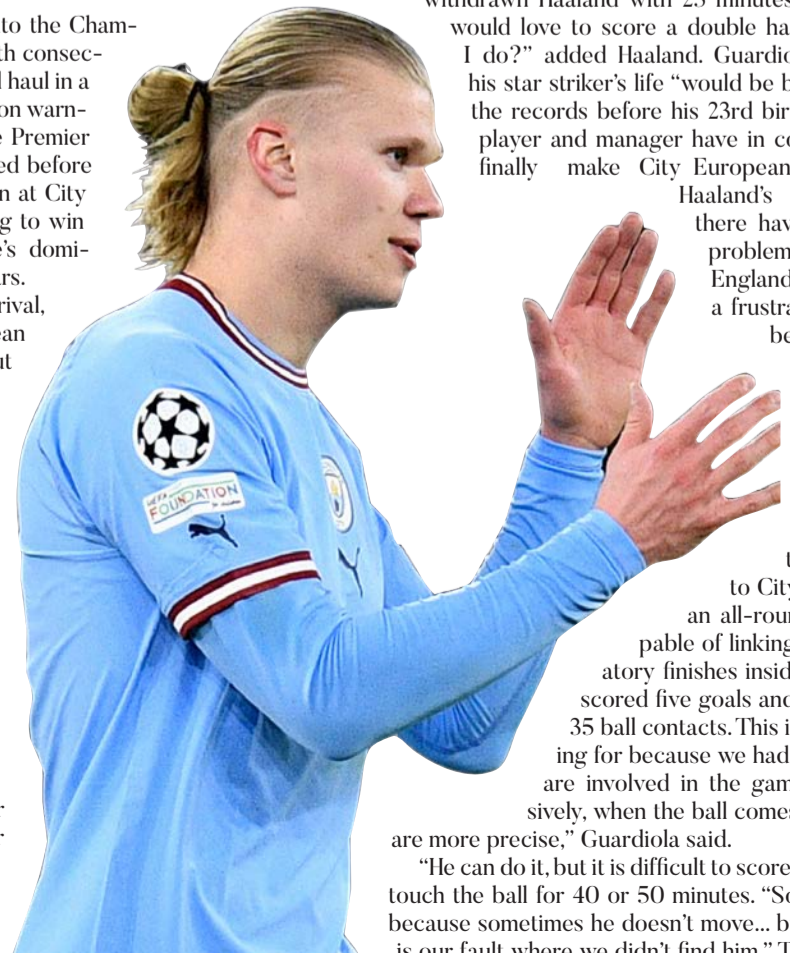 to the Cham-
th consec-
l haul in a
on warn-
e Premier
ed before
n at City
g to win
e's domi-
rs.
rival,
ean
ut
r
r
withdrawn Haaland with 25 minutes
would love to score a double ha
I do?” added Haaland. Guardio
his star striker’s life “would be b
the records before his 23rd bir
player and manager have in co
finally make City European
Haaland’s
there hav
problem
England
a frustra
be
t
to City
an all-rou
pable of linking
atory finishes insid
scored five goals and
35 ball contacts. This i
ing for because we had
are involved in the gam
sively, when the ball comes
are more precise,” Guardiola said.
“He can do it, but it is difficult to score
touch the ball for 40 or 50 minutes. “So
because sometimes he doesn’t move... b
is our fault where we didn’t find him.” T
UEFA
FOUNDATION